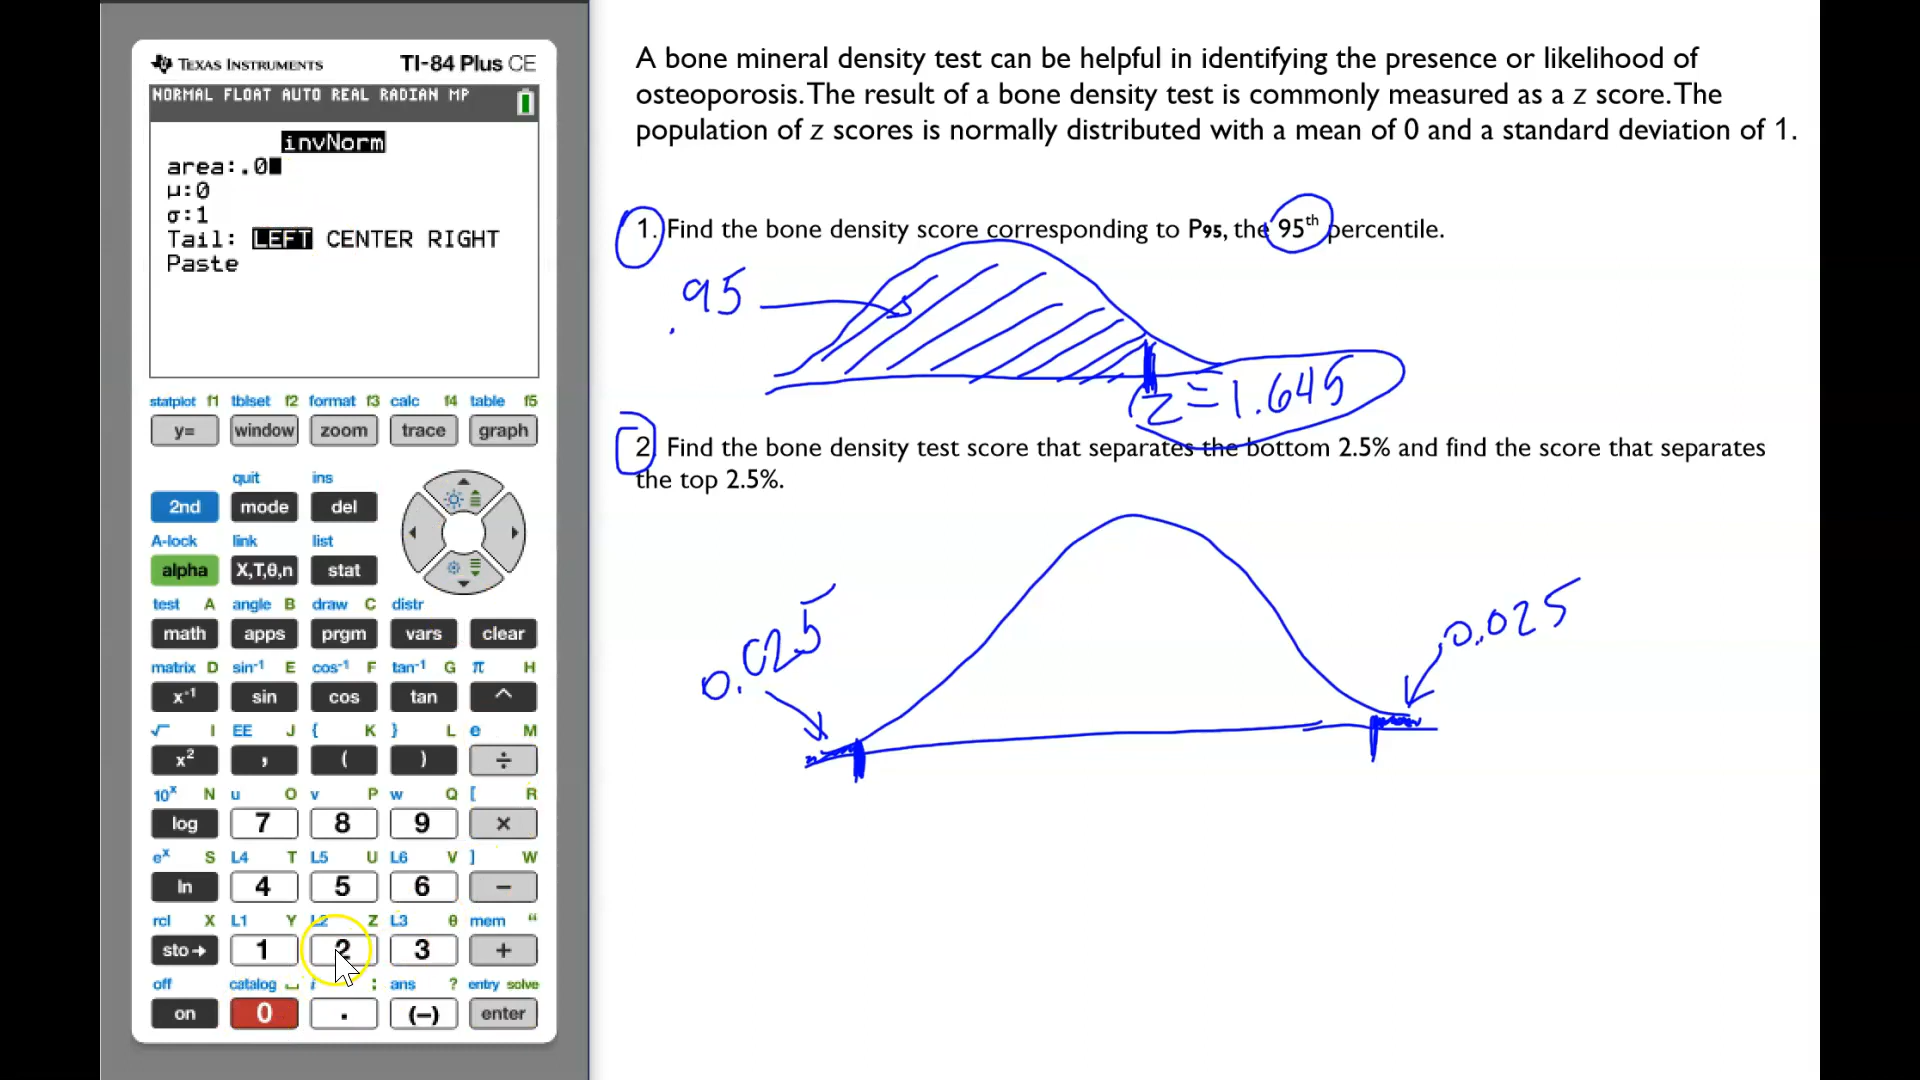 TEXAS INSTRUMENTS TI-84 Plus CE
NORMAL FLOAT AUTO REAL RADIAN MP
invNorm
area:.0
μ:0
σ:1
Tail: LEFT CENTER RIGHT
Paste
statplot f1 tblset f2 format f3 calc f4 table f5
y= window zoom trace graph
quit ins
2nd mode del
A-lock link list
alpha X,T,θ,n stat
test A angle B draw C distr
math apps prgm vars clear
matrix D sin⁻¹ E cos⁻¹ F tan⁻¹ G π H
x⁻¹ sin cos tan ^
√ I EE J { K } L e M
x² , ( ) ÷
10ˣ N u O v P w Q [ R
log 7 8 9 ×
eˣ S L4 T L5 U L6 V ] W
ln 4 5 6 −
rcl X L1 Y L2 Z L3 θ mem “
sto→ 1 2 3 +
off catalog ⎵ i : ans ? entry solve
on 0 . (−) enter
A bone mineral density test can be helpful in identifying the presence or likelihood of
osteoporosis. The result of a bone density test is commonly measured as a z score. The
population of z scores is normally distributed with a mean of 0 and a standard deviation of 1.
1. Find the bone density score corresponding to P₉₅, the 95ᵗʰ percentile.
.95
z = 1.645
2. Find the bone density test score that separates the bottom 2.5% and find the score that separates
the top 2.5%.
0.025
0.025